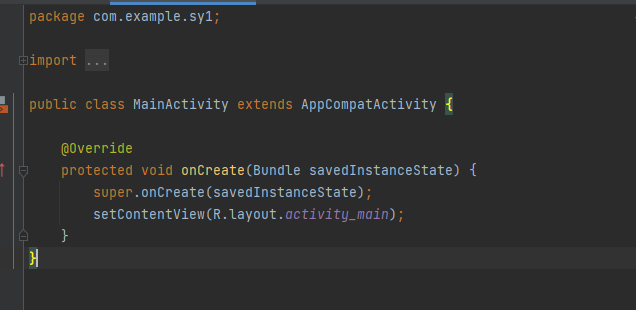 package com.example.sy1;
import ...
public class MainActivity extends AppCompatActivity {
@Override
protected void onCreate(Bundle savedInstanceState) {
super.onCreate(savedInstanceState);
setContentView(R.layout.activity_main);
}
}